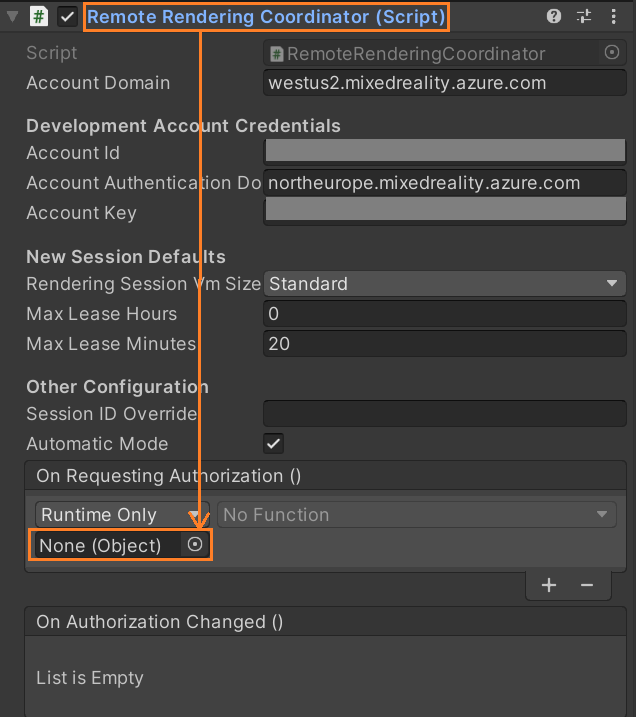 # Remote Rendering Coordinator (Script)
Script # RemoteRenderingCoordinator
Account Domain westus2.mixedreality.azure.com
Development Account Credentials
Account Id
Account Authentication Do northeurope.mixedreality.azure.com
Account Key
New Session Defaults
Rendering Session Vm Size Standard
Max Lease Hours 0
Max Lease Minutes 20
Other Configuration
Session ID Override
Automatic Mode
On Requesting Authorization ()
Runtime Only No Function
None (Object)
+ −
On Authorization Changed ()
List is Empty